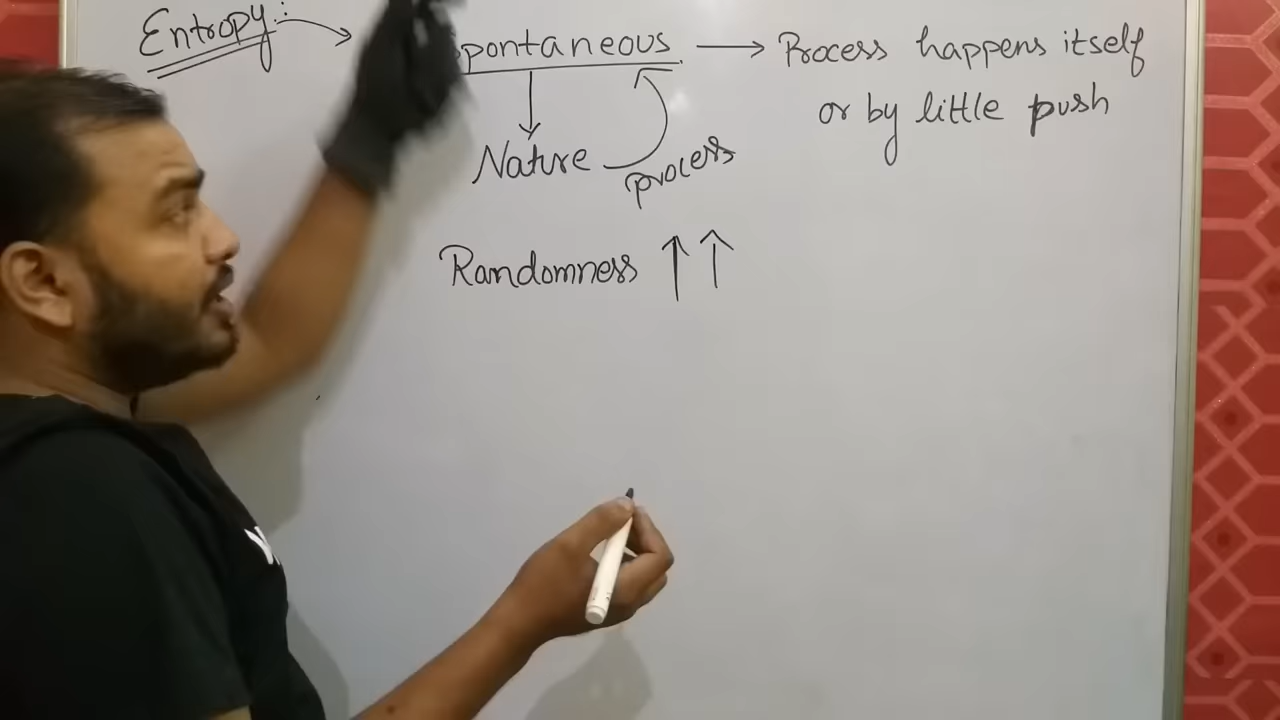 Entropy: → pontaneous → Process happens itself
or by little push
Nature process
Randomness ↑ ↑